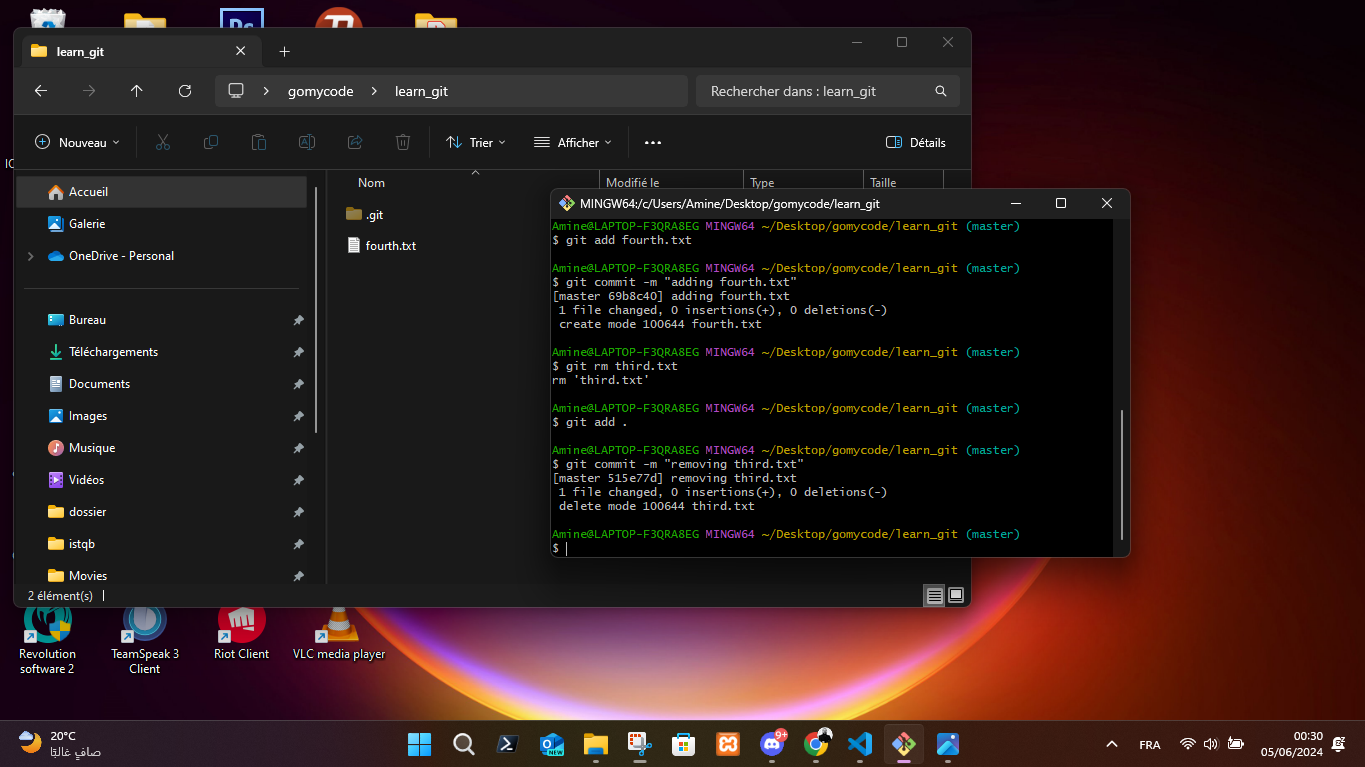 Ps
learn_git
gomycode
learn_git
Rechercher dans : learn_git
Nouveau
Trier
Afficher
Détails
Accueil
Galerie
OneDrive - Personal
Bureau
Téléchargements
Documents
Images
Musique
Vidéos
dossier
istqb
Movies
2 élément(s)
Nom
Modifié le
Type
Taille
.git
fourth.txt
MINGW64:/c/Users/Amine/Desktop/gomycode/learn_git
Amine@LAPTOP-F3QRA8EG MINGW64 ~/Desktop/gomycode/learn_git (master)
$ git add fourth.txt
Amine@LAPTOP-F3QRA8EG MINGW64 ~/Desktop/gomycode/learn_git (master)
$ git commit -m "adding fourth.txt"
[master 69b8c40] adding fourth.txt
1 file changed, 0 insertions(+), 0 deletions(-)
create mode 100644 fourth.txt
Amine@LAPTOP-F3QRA8EG MINGW64 ~/Desktop/gomycode/learn_git (master)
$ git rm third.txt
rm 'third.txt'
Amine@LAPTOP-F3QRA8EG MINGW64 ~/Desktop/gomycode/learn_git (master)
$ git add .
Amine@LAPTOP-F3QRA8EG MINGW64 ~/Desktop/gomycode/learn_git (master)
$ git commit -m "removing third.txt"
[master 515e77d] removing third.txt
1 file changed, 0 insertions(+), 0 deletions(-)
delete mode 100644 third.txt
Amine@LAPTOP-F3QRA8EG MINGW64 ~/Desktop/gomycode/learn_git (master)
$
Revolution
software 2
TeamSpeak 3
Client
Riot Client
VLC media player
20°C
صافٍ غالبًا
NEW
9+
FRA
00:30
05/06/2024